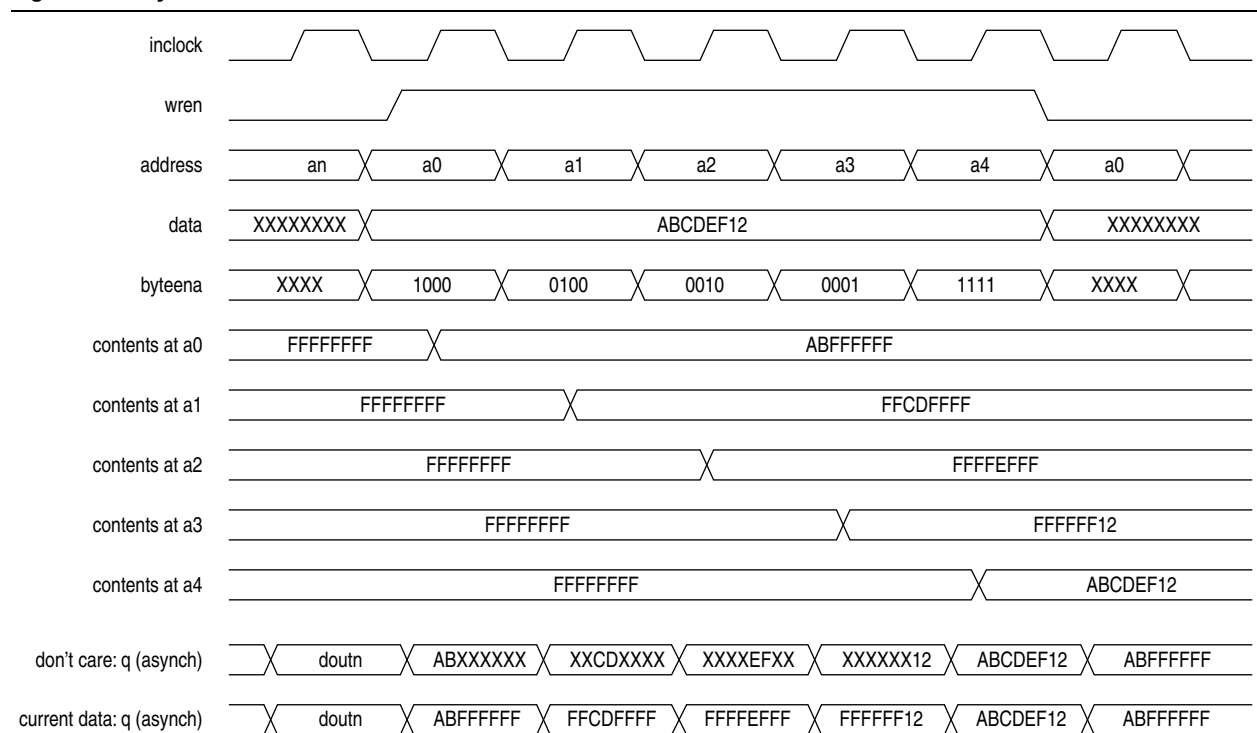 inclock
wren
address an a0 a1 a2 a3 a4 a0
data XXXXXXXX ABCDEF12 XXXXXXXX
byteena XXXX 1000 0100 0010 0001 1111 XXXX
contents at a0 FFFFFFFF ABFFFFFF
contents at a1 FFFFFFFF FFCDFFFF
contents at a2 FFFFFFFF FFFFEFFF
contents at a3 FFFFFFFF FFFFFF12
contents at a4 FFFFFFFF ABCDEF12
don't care: q (asynch) doutn ABXXXXXX XXCDXXXX XXXXEFXX XXXXXX12 ABCDEF12 ABFFFFFF
current data: q (asynch) doutn ABFFFFFF FFCDFFFF FFFFEFFF FFFFFF12 ABCDEF12 ABFFFFFF